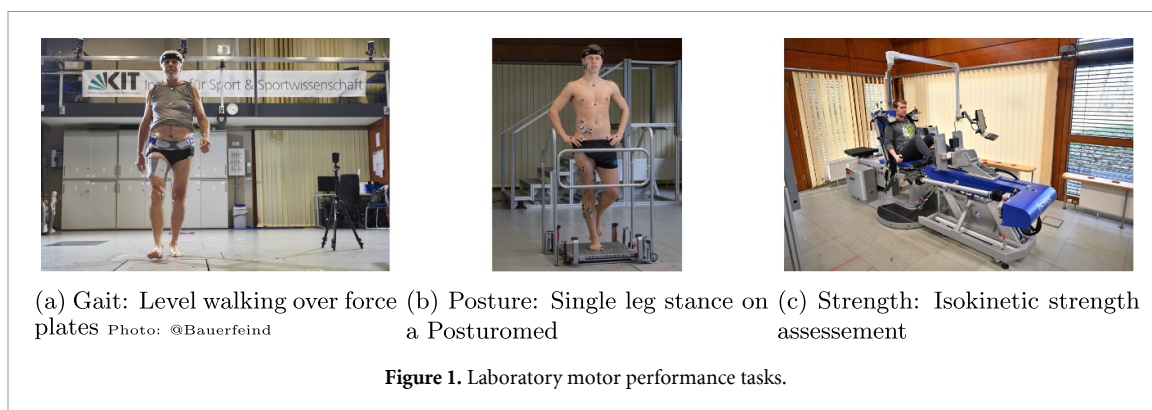 KIT Institut für Sport & Sportwissenschaft
(a) Gait: Level walking over force
plates Photo: @Bauerfeind
(b) Posture: Single leg stance on
a Posturomed
(c) Strength: Isokinetic strength
assessement
Figure 1. Laboratory motor performance tasks.